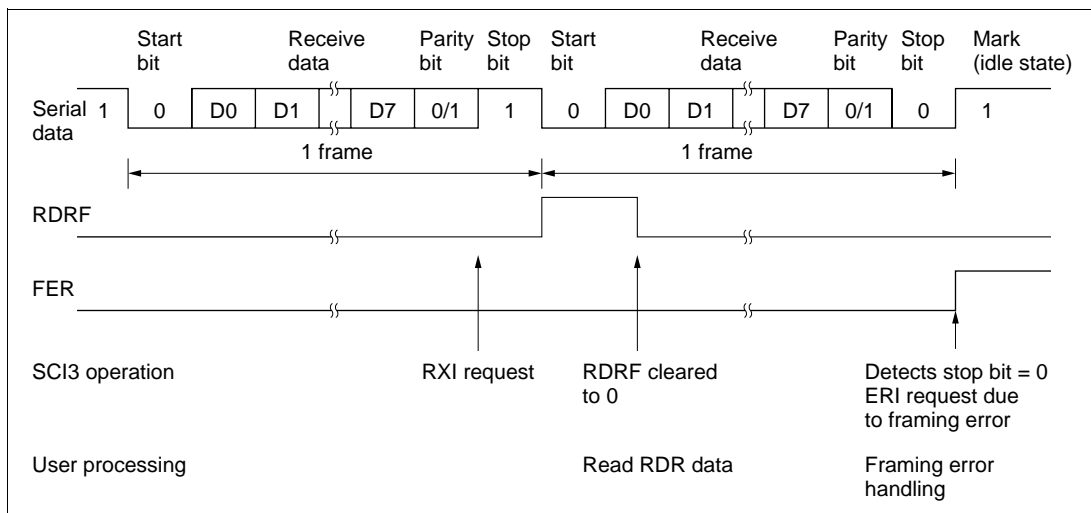 Start bit Receive data Parity bit Stop bit Start bit Receive data Parity bit Stop bit Mark (idle state)
Serial data 1 0 D0 D1 D7 0/1 1 0 D0 D1 D7 0/1 0 1
1 frame 1 frame
RDRF
FER
SCI3 operation RXI request RDRF cleared to 0 Detects stop bit = 0 ERI request due to framing error
User processing Read RDR data Framing error handling